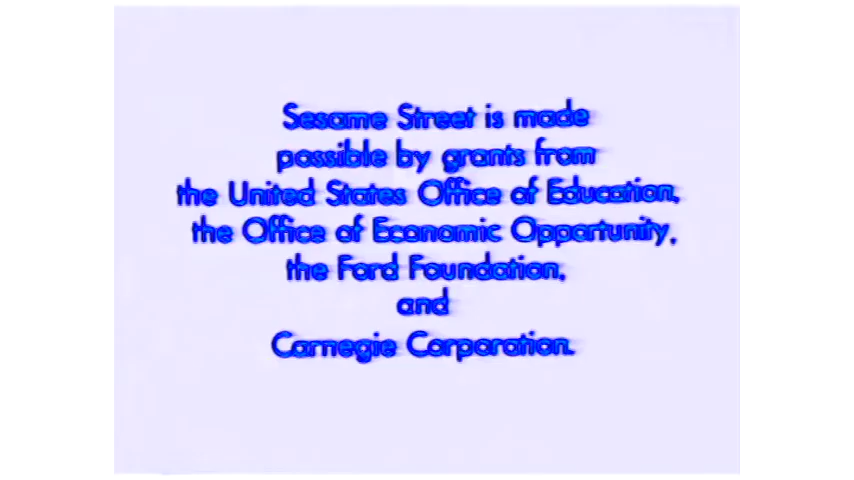 Sesame Street is made
possible by grants from
the United States Office of Education,
the Office of Economic Opportunity,
the Ford Foundation,
and
Carnegie Corporation.